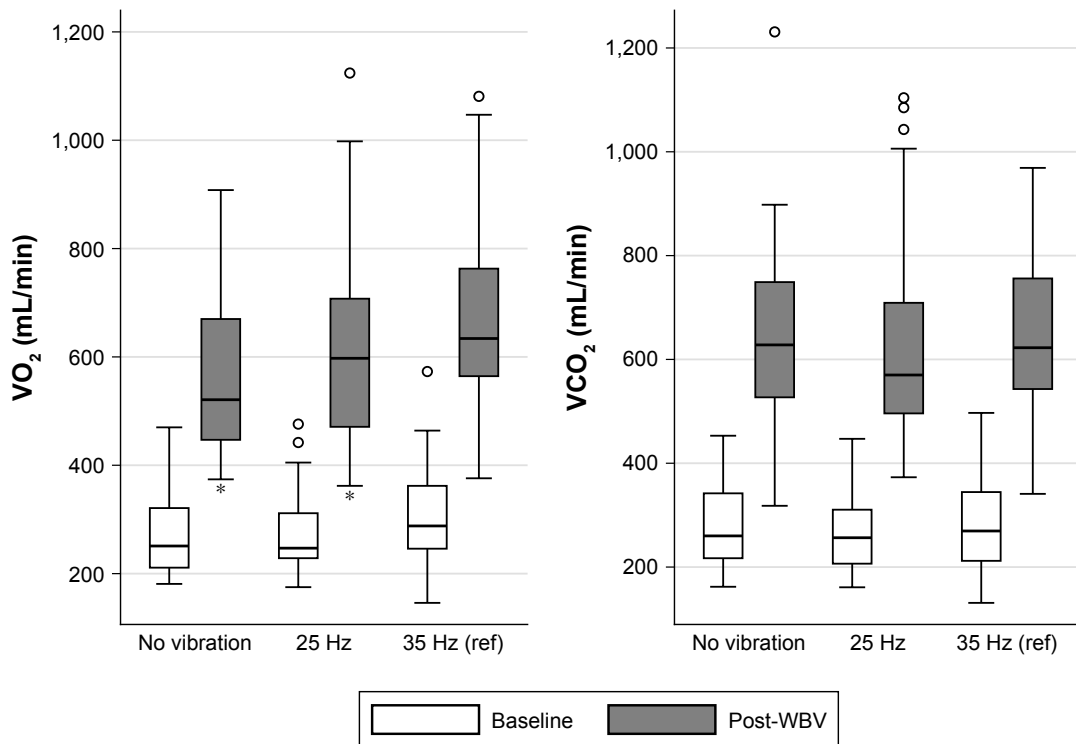 VO₂ (mL/min)
1,200
1,000
800
600
400
200
*
*
No vibration 25 Hz 35 Hz (ref)
VCO₂ (mL/min)
1,200
1,000
800
600
400
200
No vibration 25 Hz 35 Hz (ref)
Baseline Post-WBV